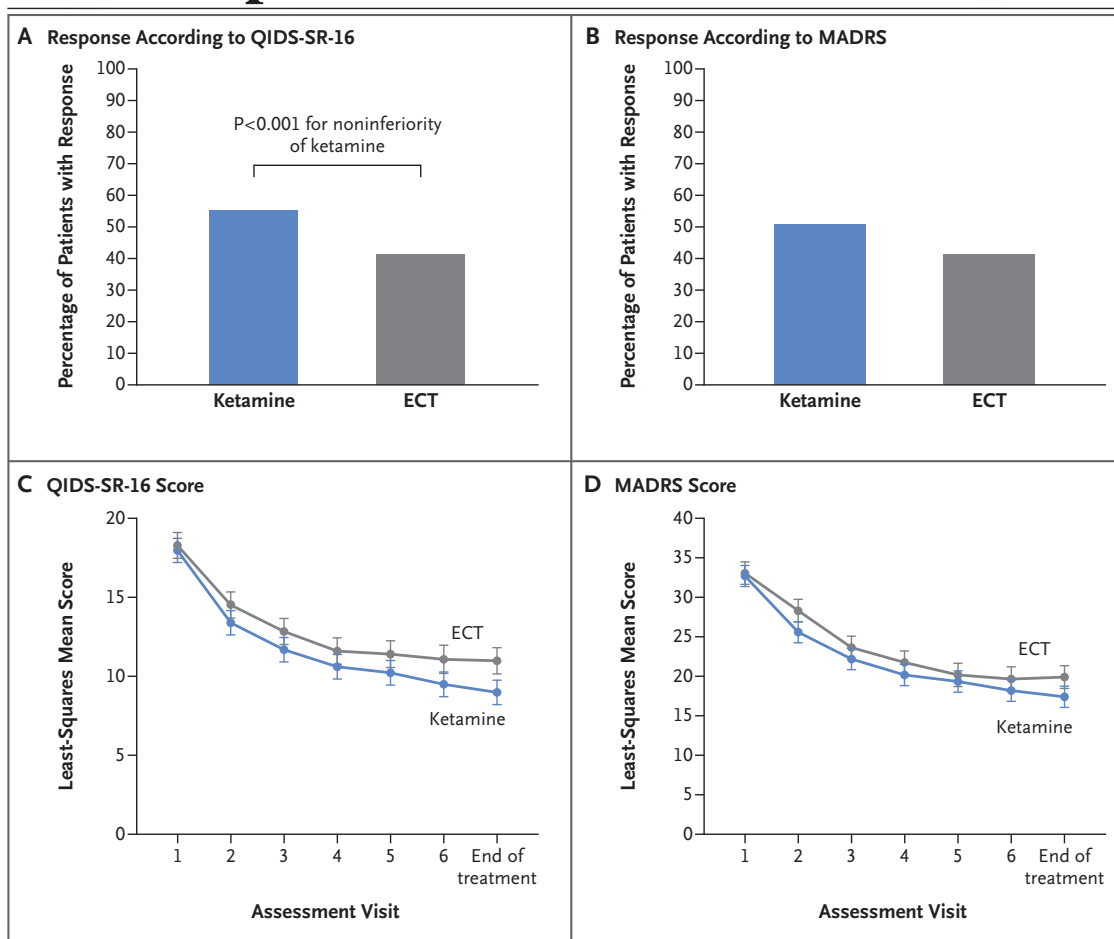 A Response According to QIDS-SR-16
Percentage of Patients with Response
100
90
80
70
60
50
40
30
20
10
0
P<0.001 for noninferiority
of ketamine
Ketamine
ECT
B Response According to MADRS
Percentage of Patients with Response
100
90
80
70
60
50
40
30
20
10
0
Ketamine
ECT
C QIDS-SR-16 Score
Least-Squares Mean Score
20
15
10
5
0
ECT
Ketamine
1 2 3 4 5 6 End of
treatment
Assessment Visit
D MADRS Score
Least-Squares Mean Score
40
35
30
25
20
15
10
5
0
ECT
Ketamine
1 2 3 4 5 6 End of
treatment
Assessment Visit